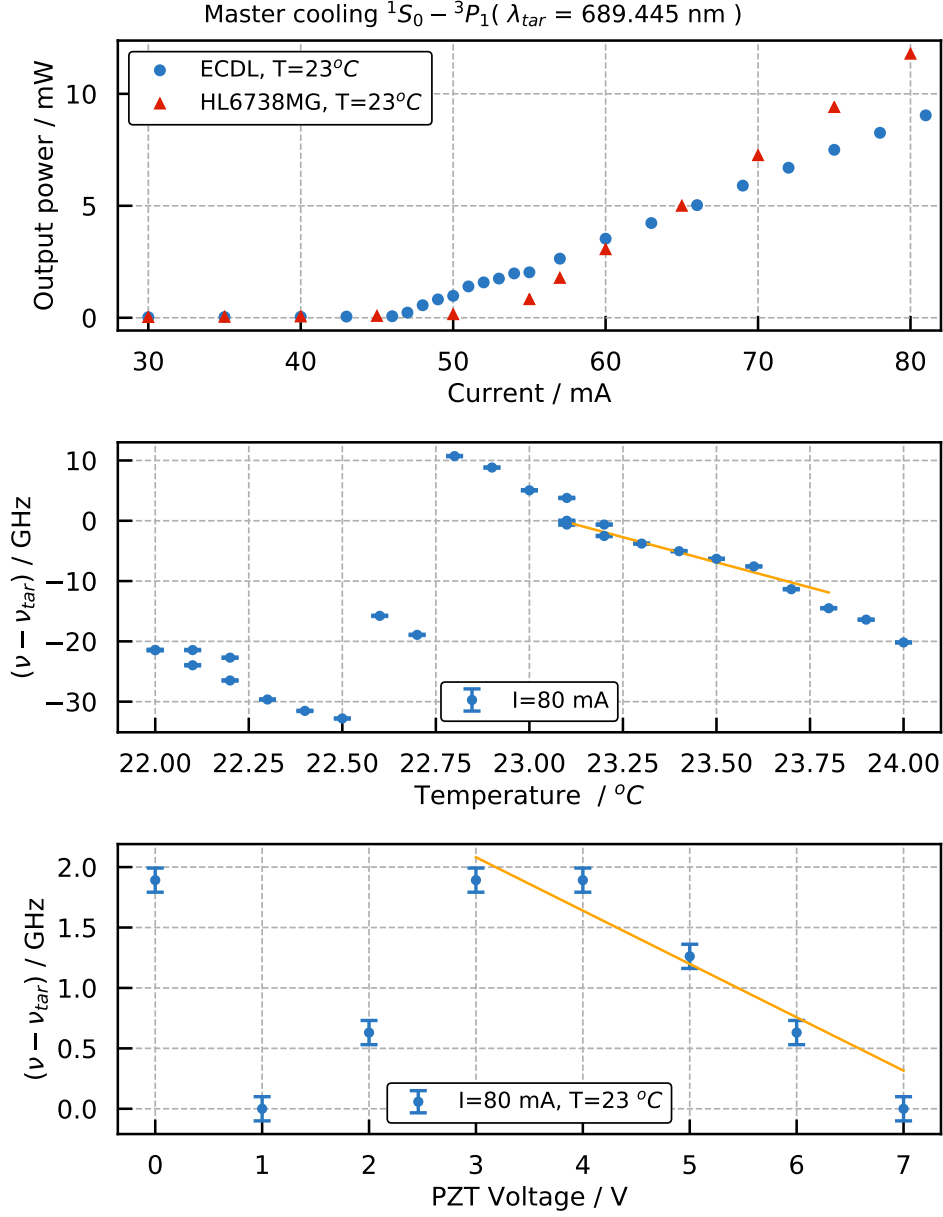 Master cooling ¹S₀ − ³P₁( λₜₐᵣ = 689.445 nm )
ECDL, T=23°C
HL6738MG, T=23°C
10
5
0
Output power / mW
30 40 50 60 70 80
Current / mA
10
0
−10
−20
−30
(ν − νₜₐᵣ) / GHz
I=80 mA
22.00 22.25 22.50 22.75 23.00 23.25 23.50 23.75 24.00
Temperature / °C
2.0
1.5
1.0
0.5
0.0
(ν − νₜₐᵣ) / GHz
I=80 mA, T=23 °C
0 1 2 3 4 5 6 7
PZT Voltage / V